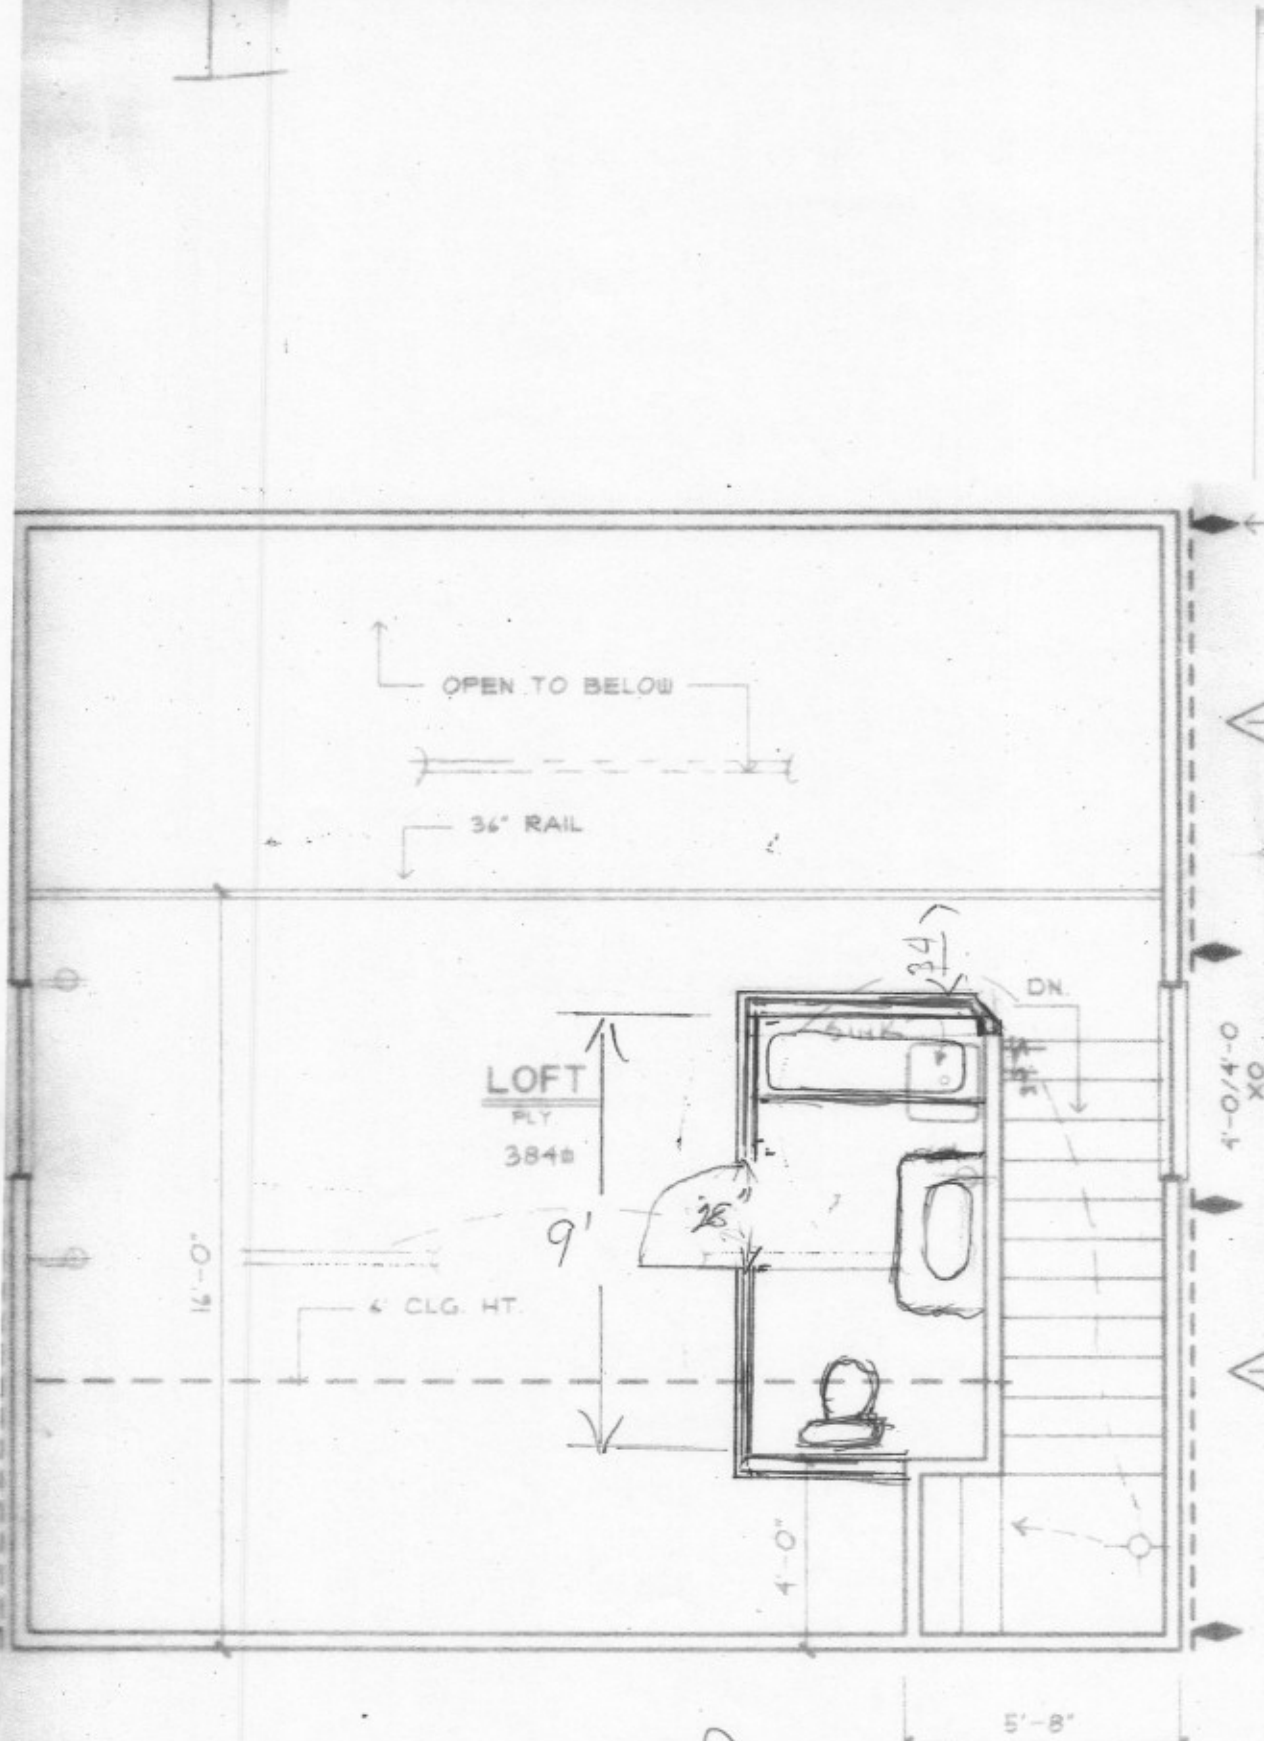 OPEN TO BELOW
36" RAIL
34
DN.
LOFT
PLY
384⌀
4'-0/4'-0
XO
9'
28"
16'-0"
6' CLG. HT.
4'-0"
5'-8"